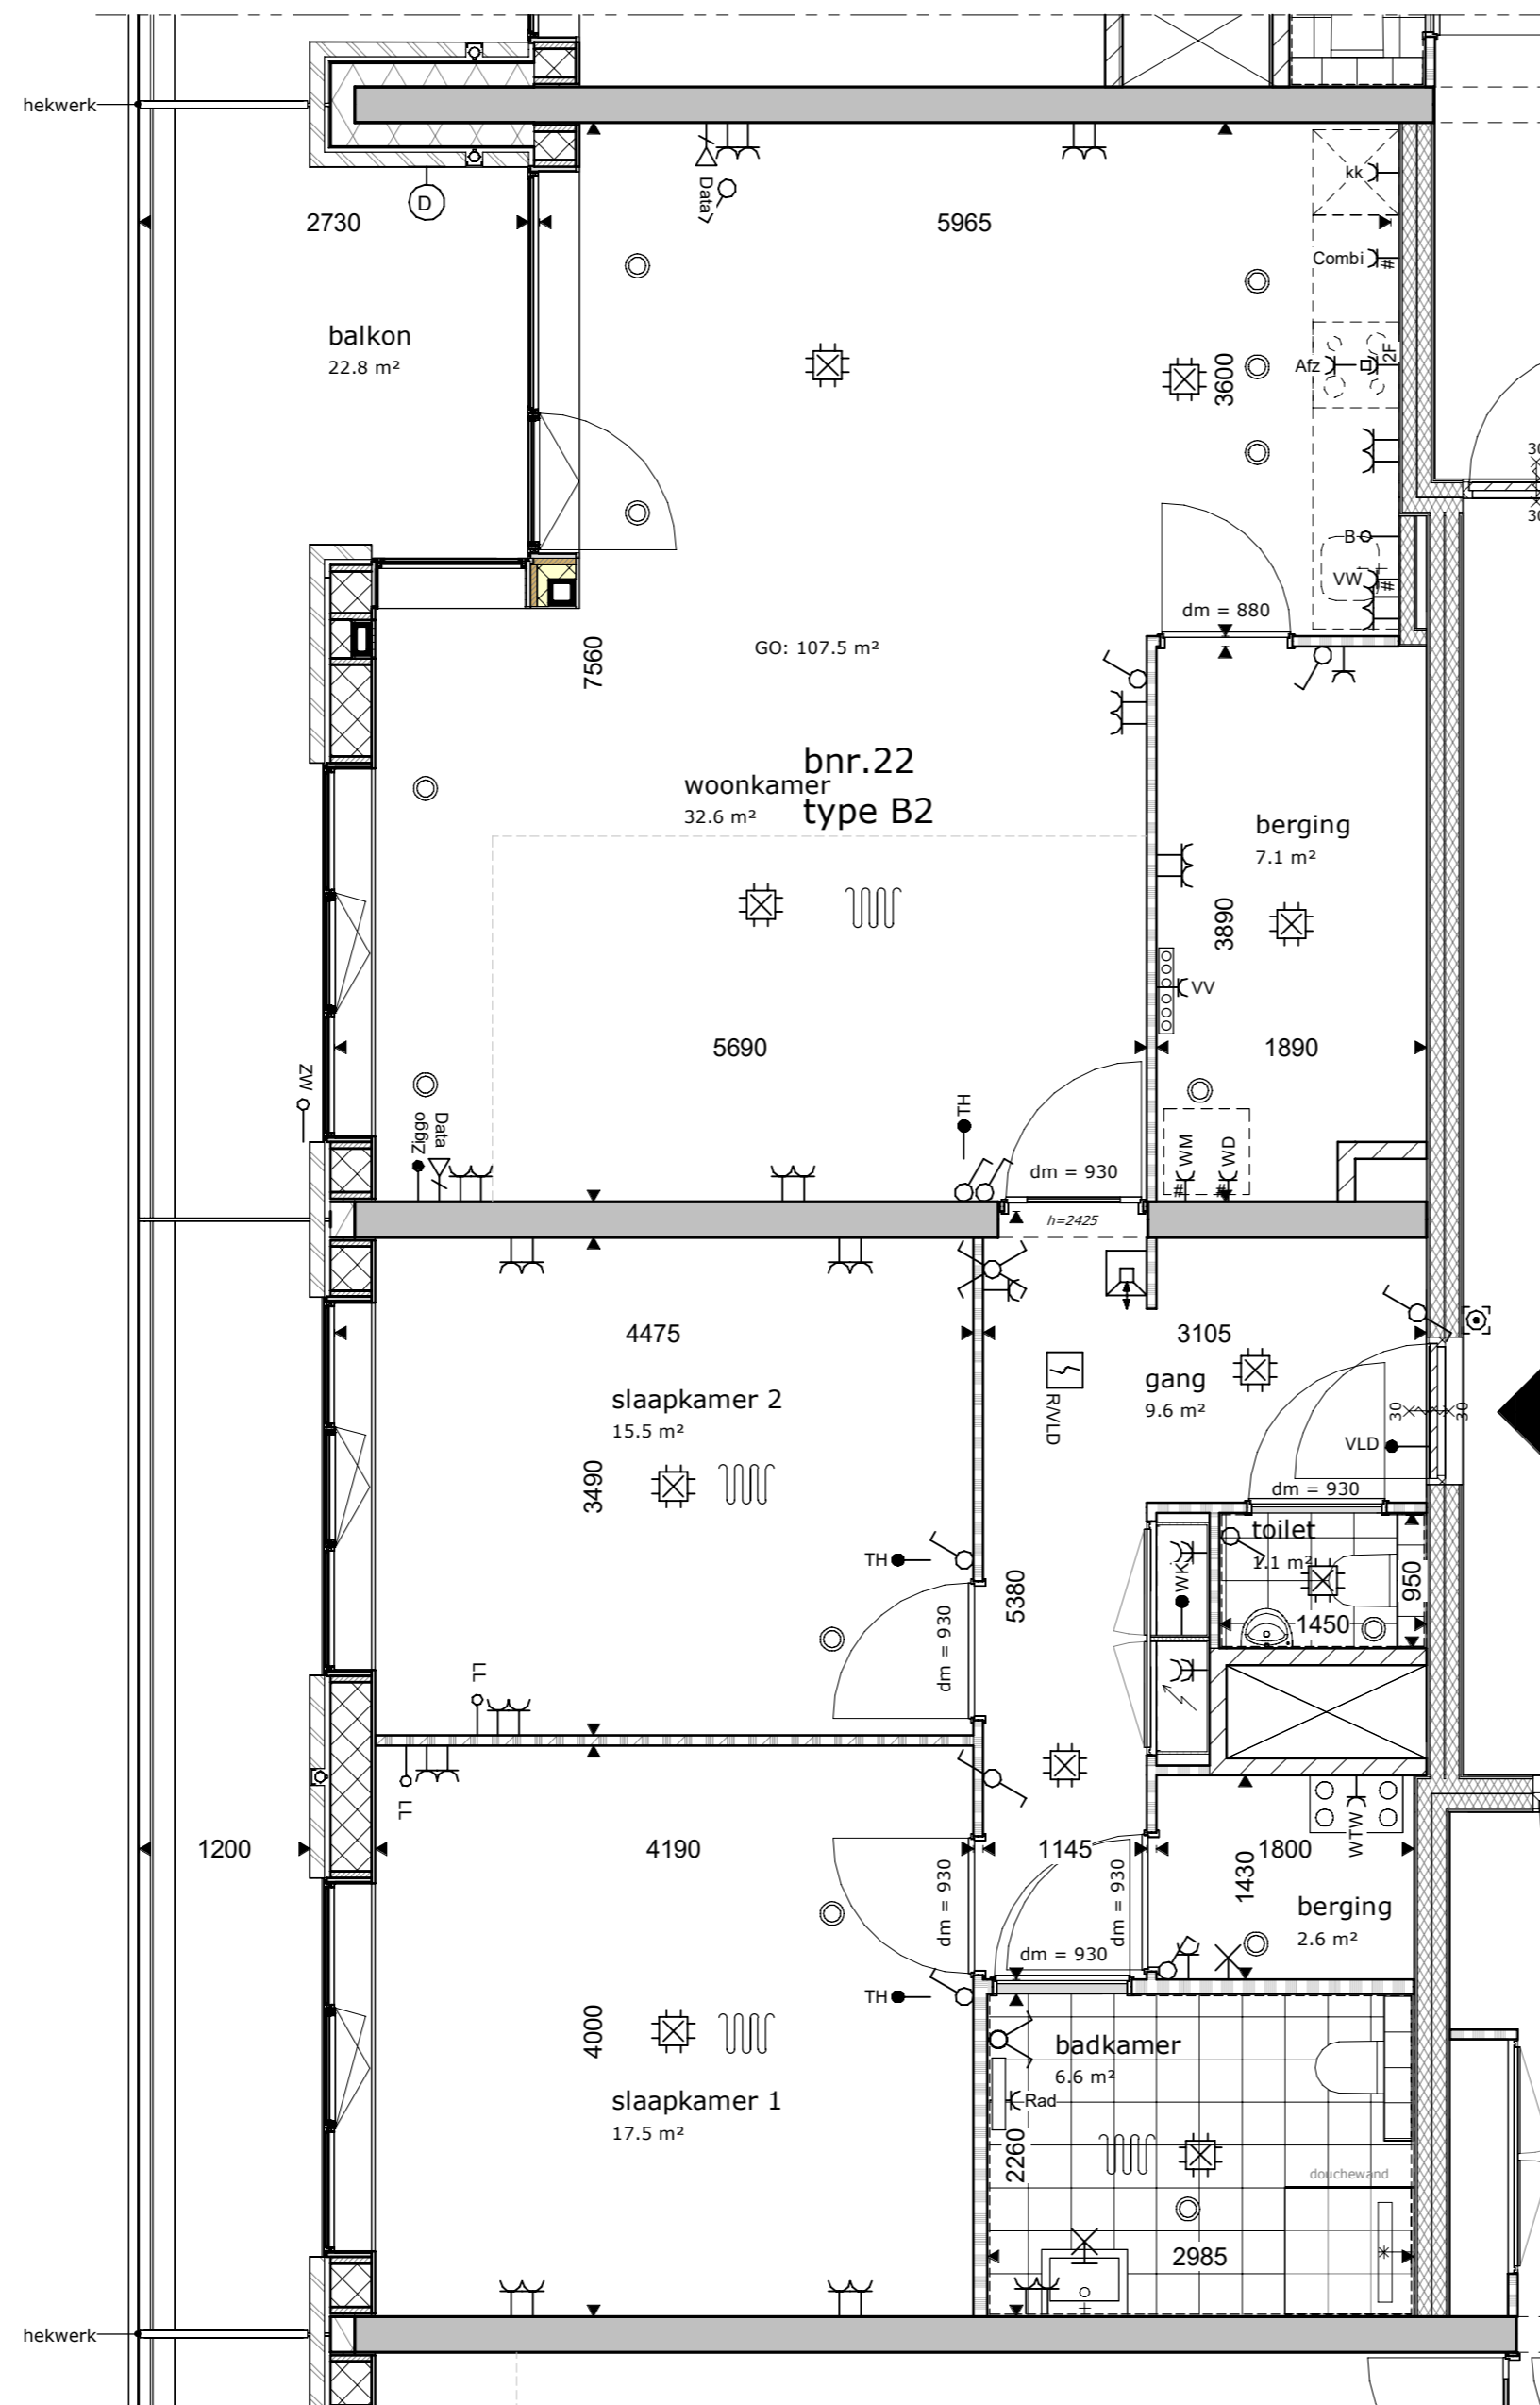 hekwerk
D
Data
kk
2730
5965
Combi
balkon
22.8 m²
Afz
2F
3600
30
30
B
VW
dm = 880
7560
GO: 107.5 m²
bnr.22
woonkamer
32.6 m²
type B2
berging
7.1 m²
3890
VV
5690
1890
ZW
Ziggo
Data
TH
WM
WD
#
#
#
#
dm = 930
h=2425
4475
3105
gang
9.6 m²
slaapkamer 2
15.5 m²
R/VLD
30
30
VLD
3490
dm = 930
toilet
1.1 m²
TH
WK
5380
950
1450
dm = 930
LL
LL
1200
4190
1145
1800
WTW
1430
dm = 930
dm = 930
berging
2.6 m²
dm = 930
TH
4000
badkamer
6.6 m²
slaapkamer 1
17.5 m²
Rad
2260
douchewand
2985
hekwerk